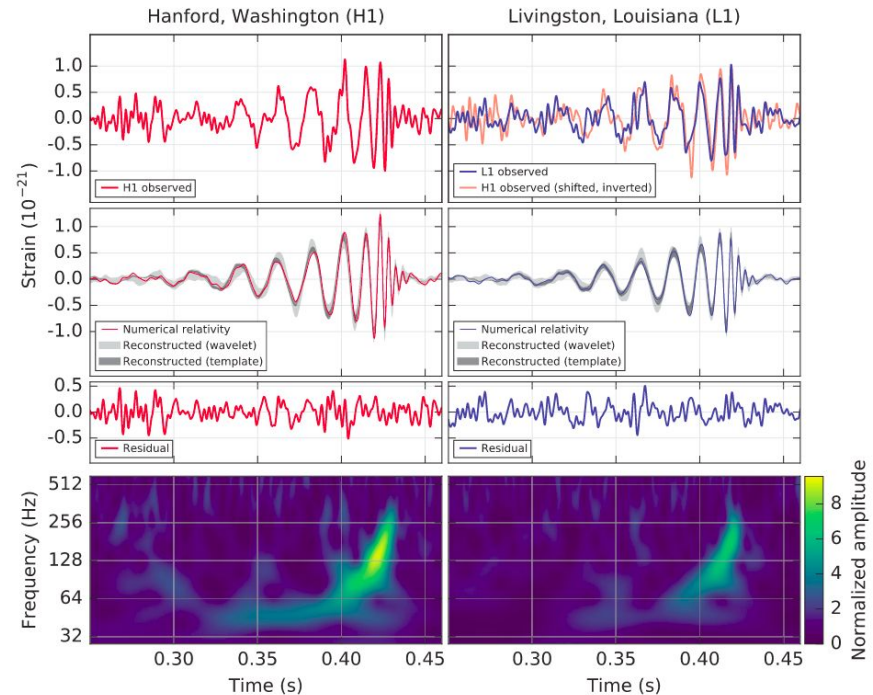 Hanford, Washington (H1)
Livingston, Louisiana (L1)
Strain (10⁻²¹)
1.0
0.5
0.0
-0.5
-1.0
H1 observed
L1 observed
H1 observed (shifted, inverted)
1.0
0.5
0.0
-0.5
-1.0
Numerical relativity
Reconstructed (wavelet)
Reconstructed (template)
Numerical relativity
Reconstructed (wavelet)
Reconstructed (template)
0.5
0.0
-0.5
Residual
Residual
Frequency (Hz)
512
256
128
64
32
0.30
0.35
0.40
0.45
Time (s)
0.30
0.35
0.40
0.45
Time (s)
8
6
4
2
0
Normalized amplitude